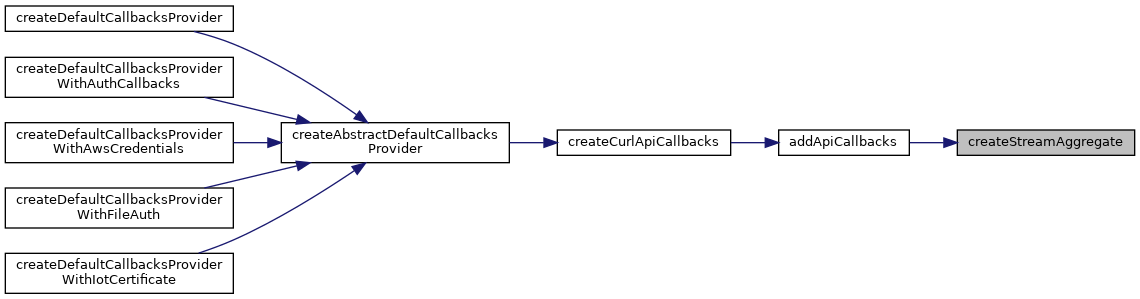 createDefaultCallbacksProvider
createDefaultCallbacksProvider
WithAuthCallbacks
createDefaultCallbacksProvider
WithAwsCredentials
createDefaultCallbacksProvider
WithFileAuth
createDefaultCallbacksProvider
WithIotCertificate
createAbstractDefaultCallbacks
Provider
createCurlApiCallbacks
addApiCallbacks
createStreamAggregate